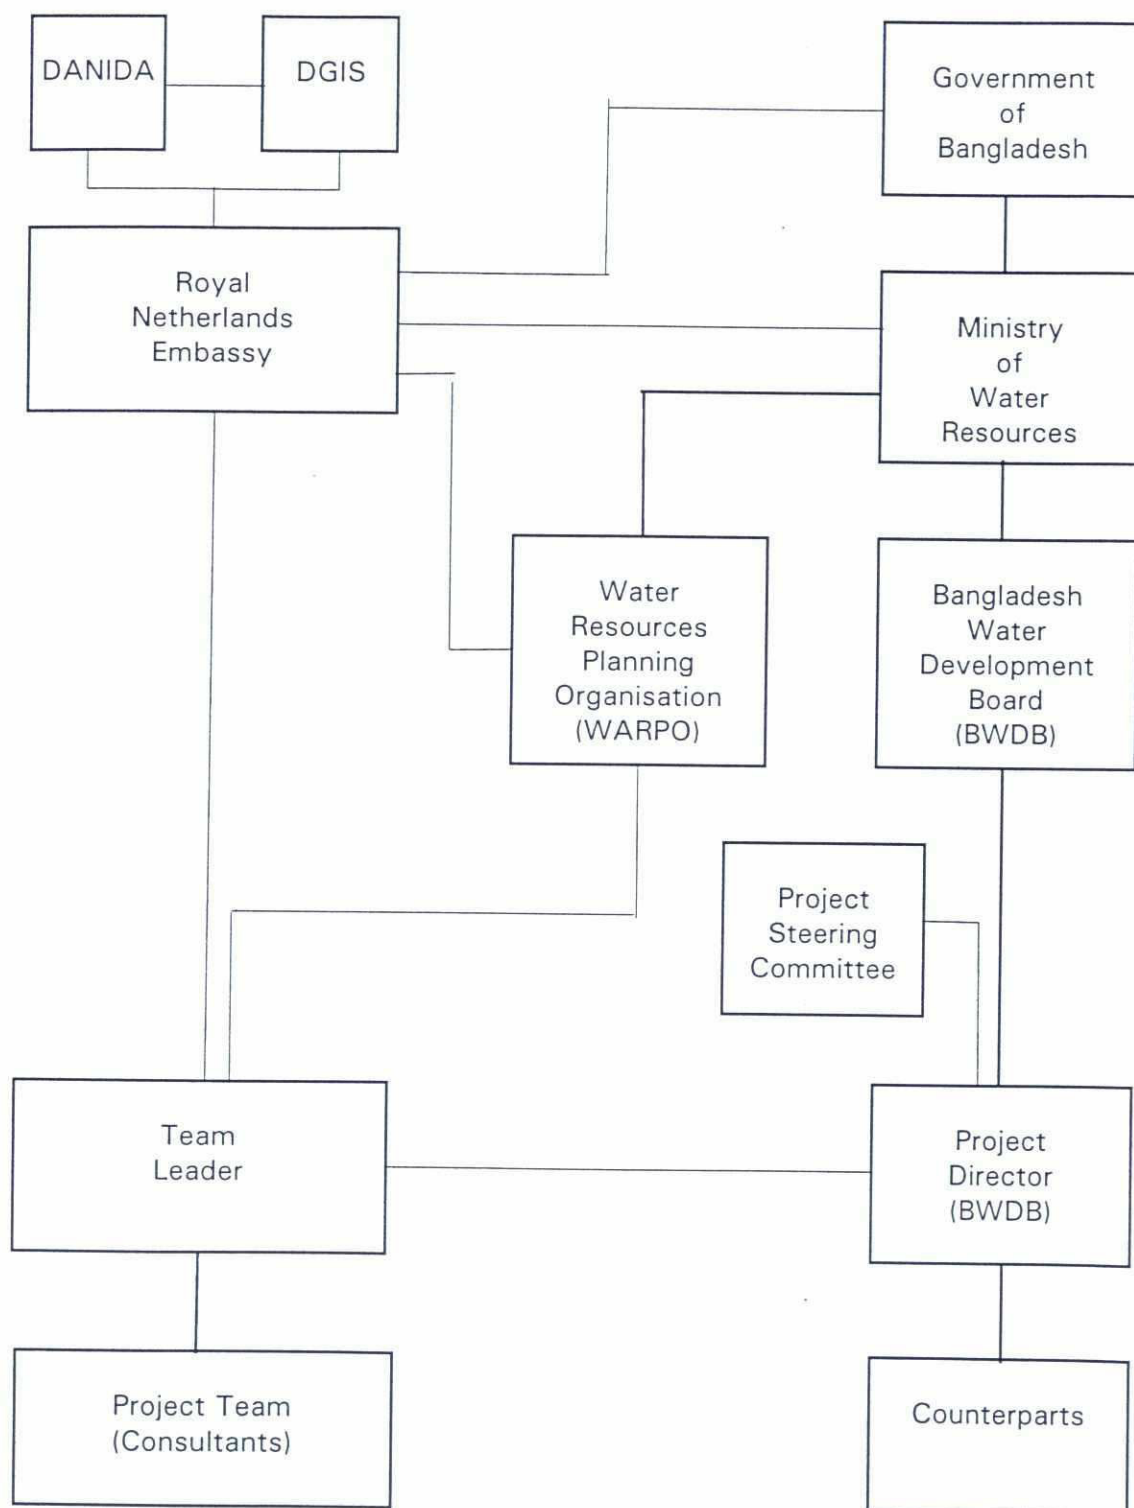 DANIDA
DGIS
Government
of
Bangladesh
Royal
Netherlands
Embassy
Ministry
of
Water
Resources
Water
Resources
Planning
Organisation
(WARPO)
Bangladesh
Water
Development
Board
(BWDB)
Project
Steering
Committee
Team
Leader
Project
Director
(BWDB)
Project Team
(Consultants)
Counterparts